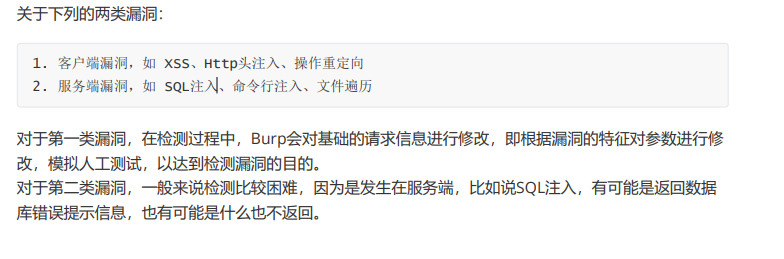 关于下列的两类漏洞：
1. 客户端漏洞，如 XSS、Http头注入、操作重定向
2. 服务端漏洞，如 SQL注入、命令行注入、文件遍历
对于第一类漏洞，在检测过程中，Burp会对基础的请求信息进行修改，即根据漏洞的特征对参数进行修
改，模拟人工测试，以达到检测漏洞的目的。
对于第二类漏洞，一般来说检测比较困难，因为是发生在服务端，比如说SQL注入，有可能是返回数据
库错误提示信息，也有可能是什么也不返回。